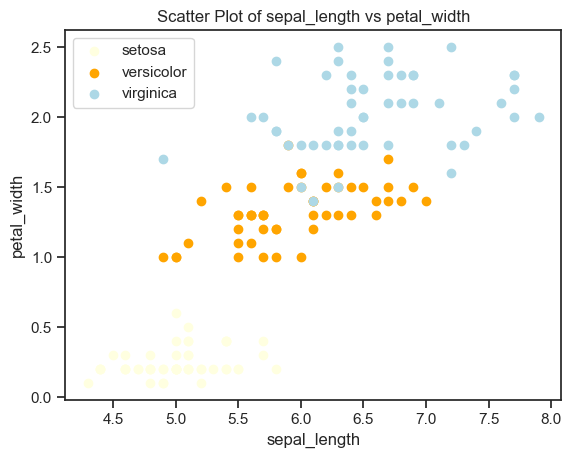 Scatter Plot of sepal_length vs petal_width
setosa
versicolor
virginica
petal_width
2.5
2.0
1.5
1.0
0.5
0.0
4.5 5.0 5.5 6.0 6.5 7.0 7.5 8.0
sepal_length